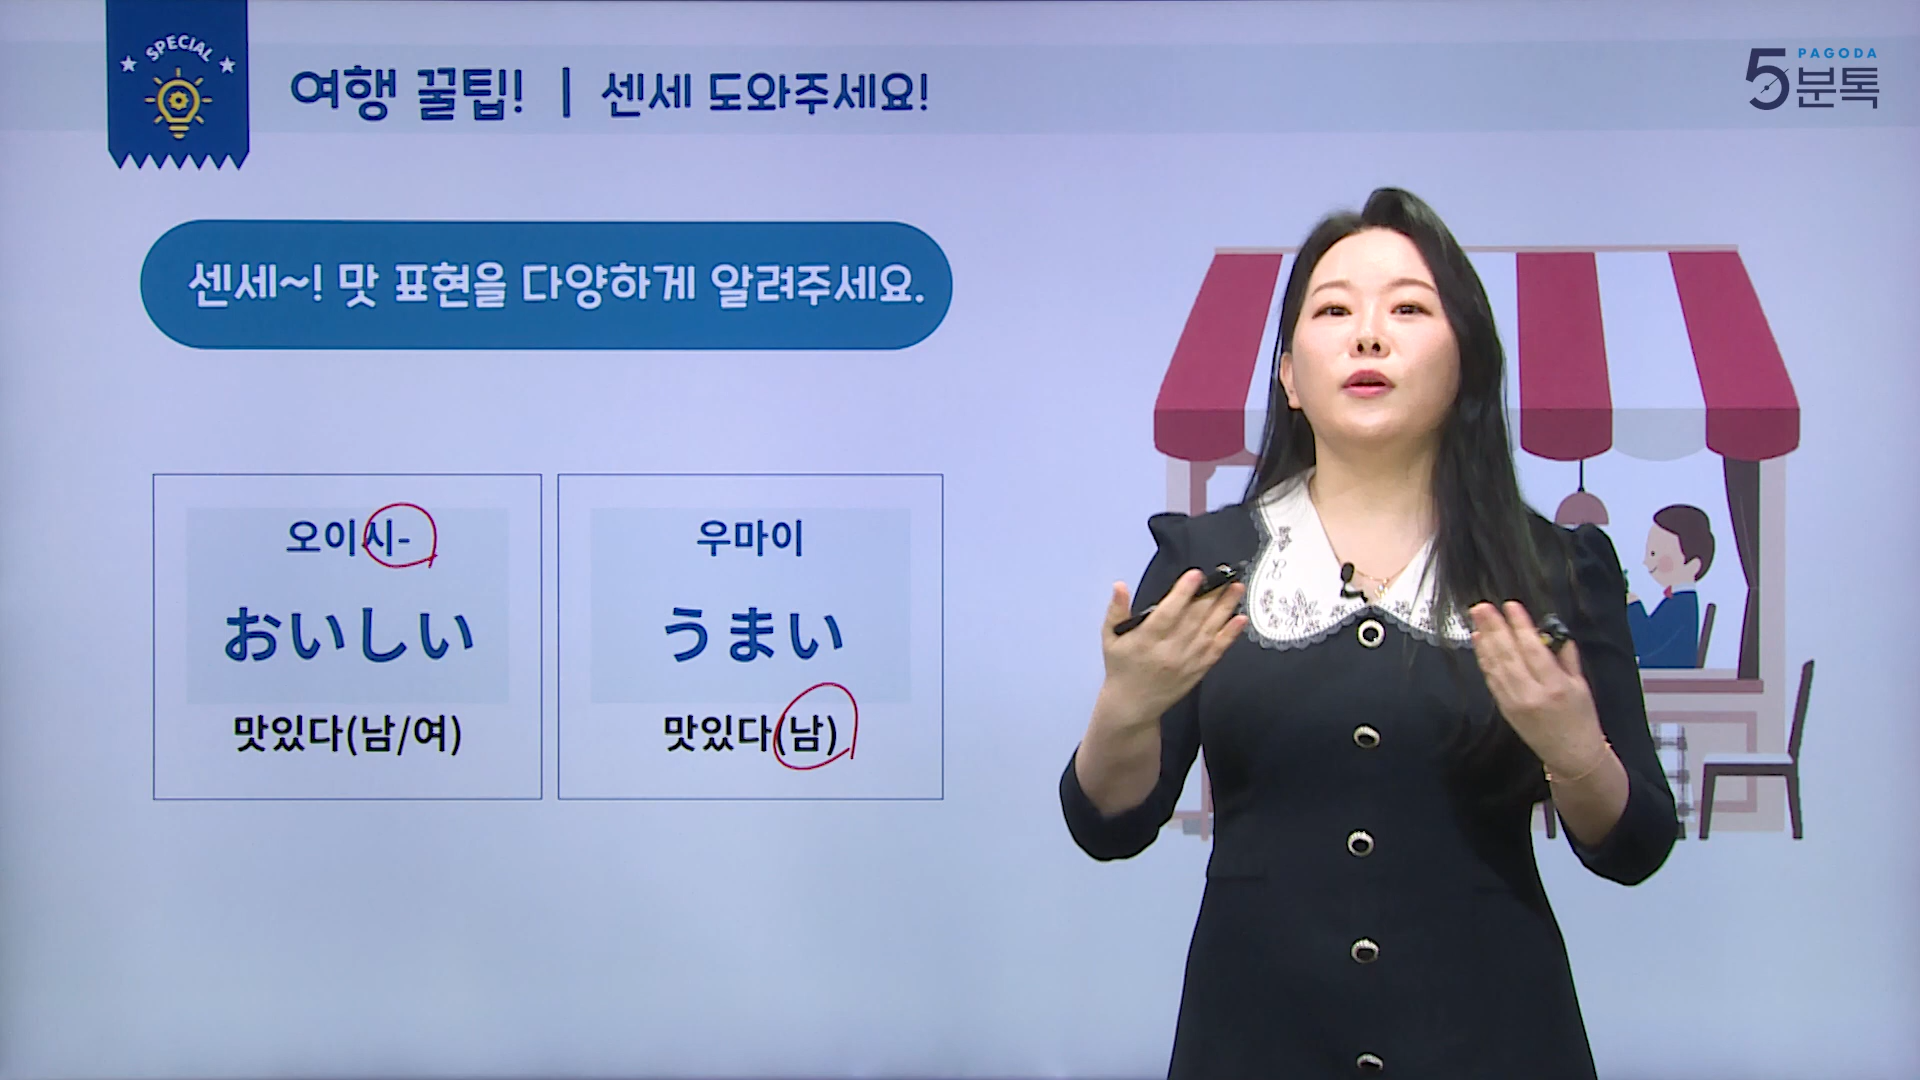 SPECIAL
여행 꿀팁! | 센세 도와주세요!
PAGODA
5분톡
센세~! 맛 표현을 다양하게 알려주세요.
오이시-
おいしい
맛있다(남/여)
우마이
うまい
맛있다(남)